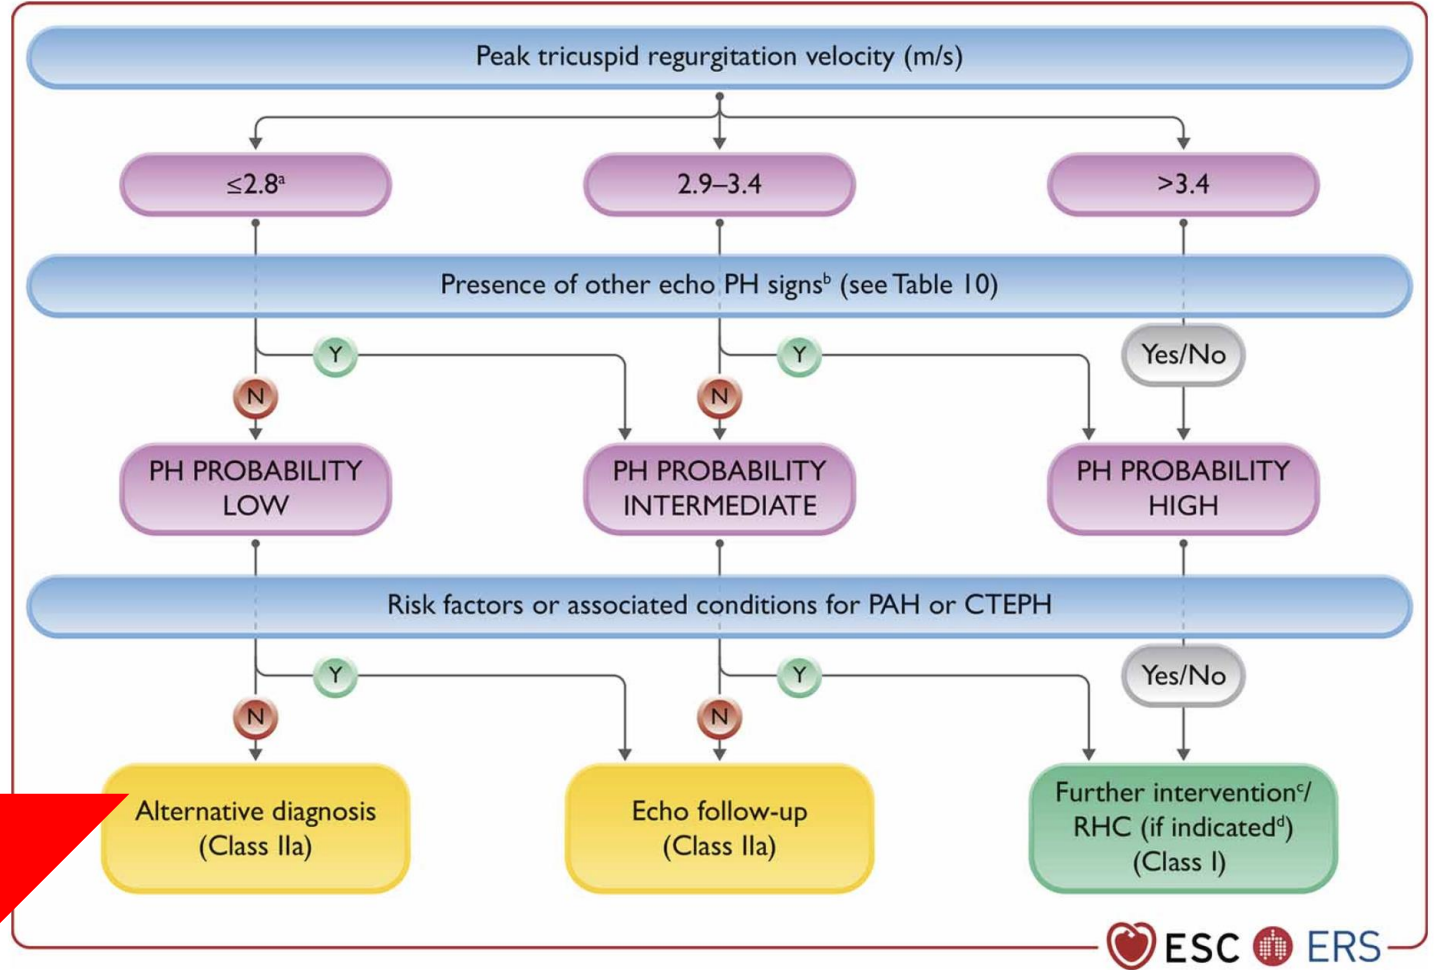 Peak tricuspid regurgitation velocity (m/s)
≤2.8ᵃ
2.9–3.4
>3.4
Presence of other echo PH signsᵇ (see Table 10)
Y
Y
Yes/No
N
N
PH PROBABILITY
LOW
PH PROBABILITY
INTERMEDIATE
PH PROBABILITY
HIGH
Risk factors or associated conditions for PAH or CTEPH
Y
Y
Yes/No
N
N
Alternative diagnosis
(Class IIa)
Echo follow-up
(Class IIa)
Further interventionᶜ/
RHC (if indicatedᵈ)
(Class I)
ESC ERS